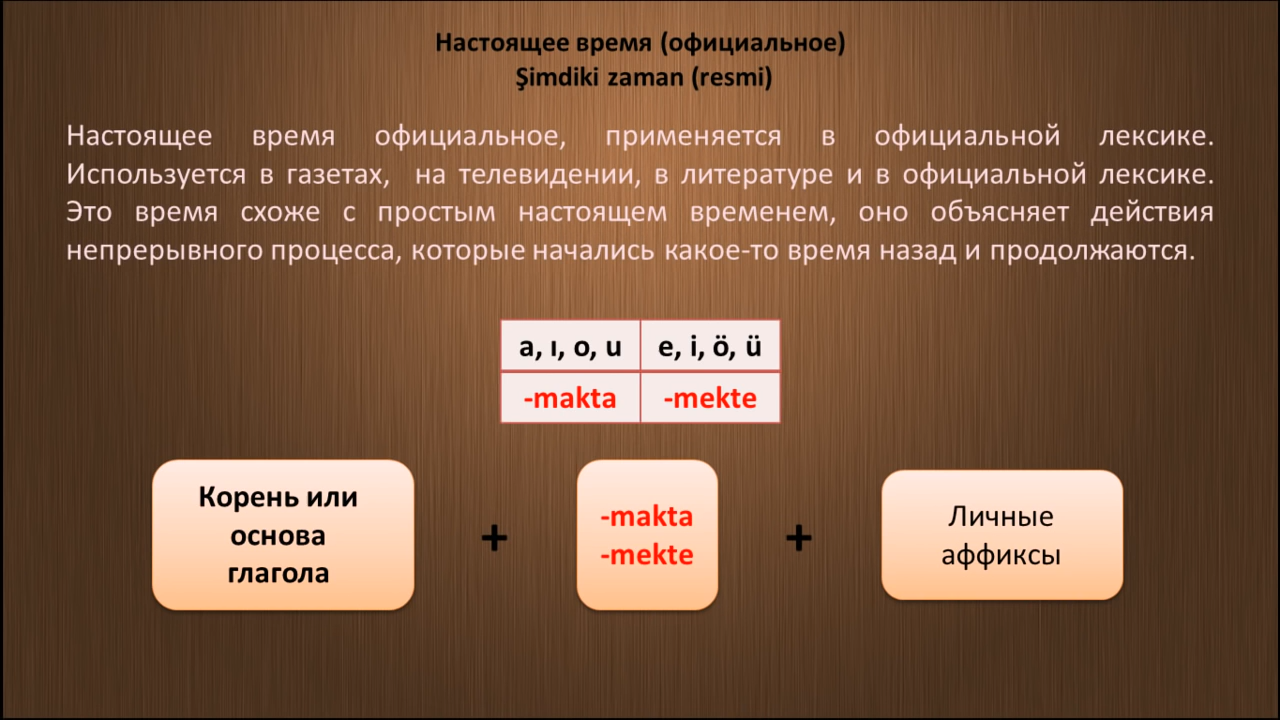 Настоящее время (официальное)
Şimdiki zaman (resmi)
Настоящее время официальное, применяется в официальной лексике.
Используется в газетах, на телевидении, в литературе и в официальной лексике.
Это время схоже с простым настоящем временем, оно объясняет действия
непрерывного процесса, которые начались какое-то время назад и продолжаются.
a, ı, o, u e, i, ö, ü
-makta -mekte
Корень или
основа
глагола
+
-makta
-mekte
+
Личные
аффиксы